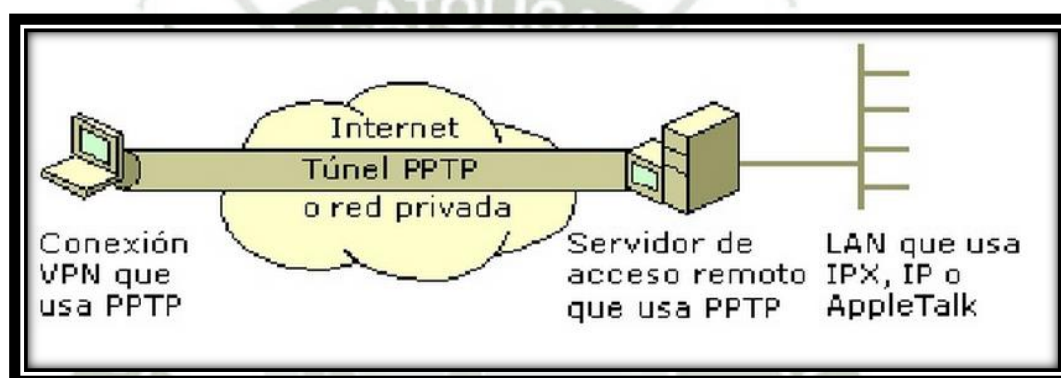 CATOLICA
Internet
Túnel PPTP
o red privada
Conexión
VPN que
usa PPTP
Servidor de
acceso remoto
que usa PPTP
LAN que usa
IPX, IP o
AppleTalk